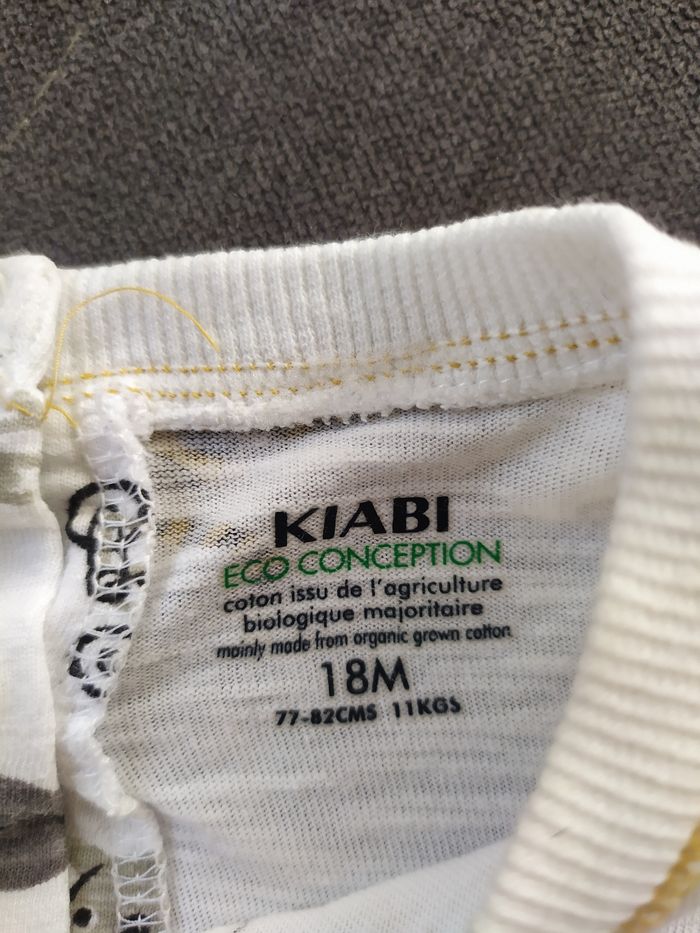 KIABI
ECO CONCEPTION
coton issu de l'agriculture
biologique majoritaire
mainly made from organic grown cotton
18M
77-82CMS 11KGS